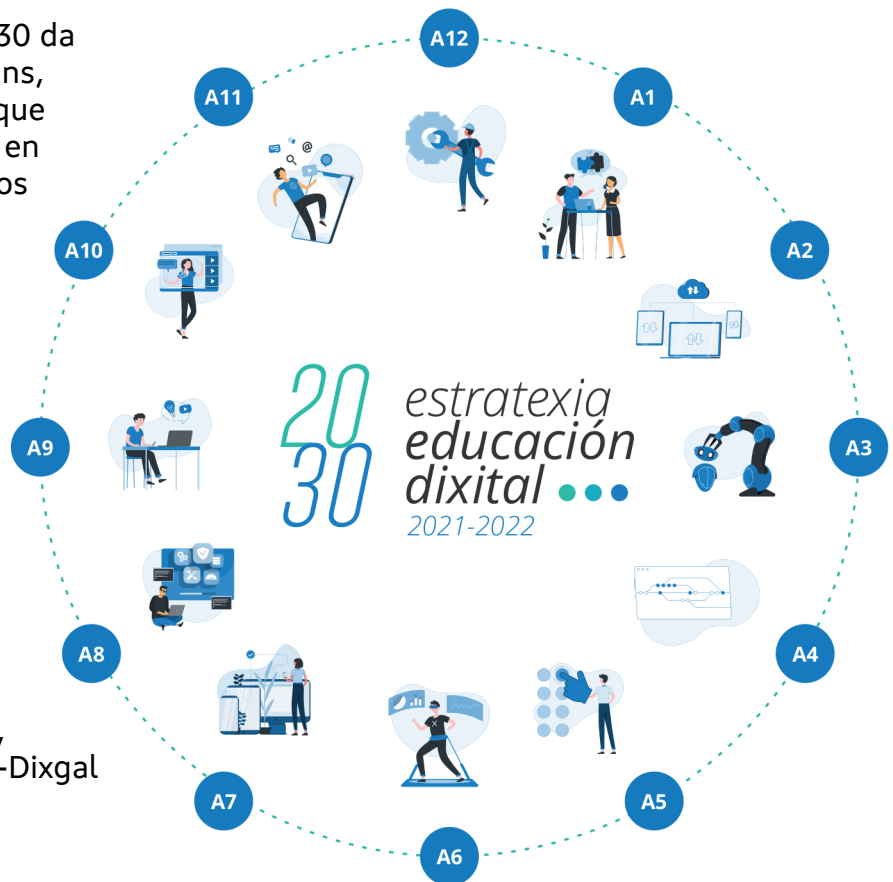 30 da
ns,
que
en
os
A12
A11
A1
@
A10
A2
20
30
estratexia
educación
dixital
2021-2022
A9
A3
A8
A4
-Dixgal
A7
A5
A6